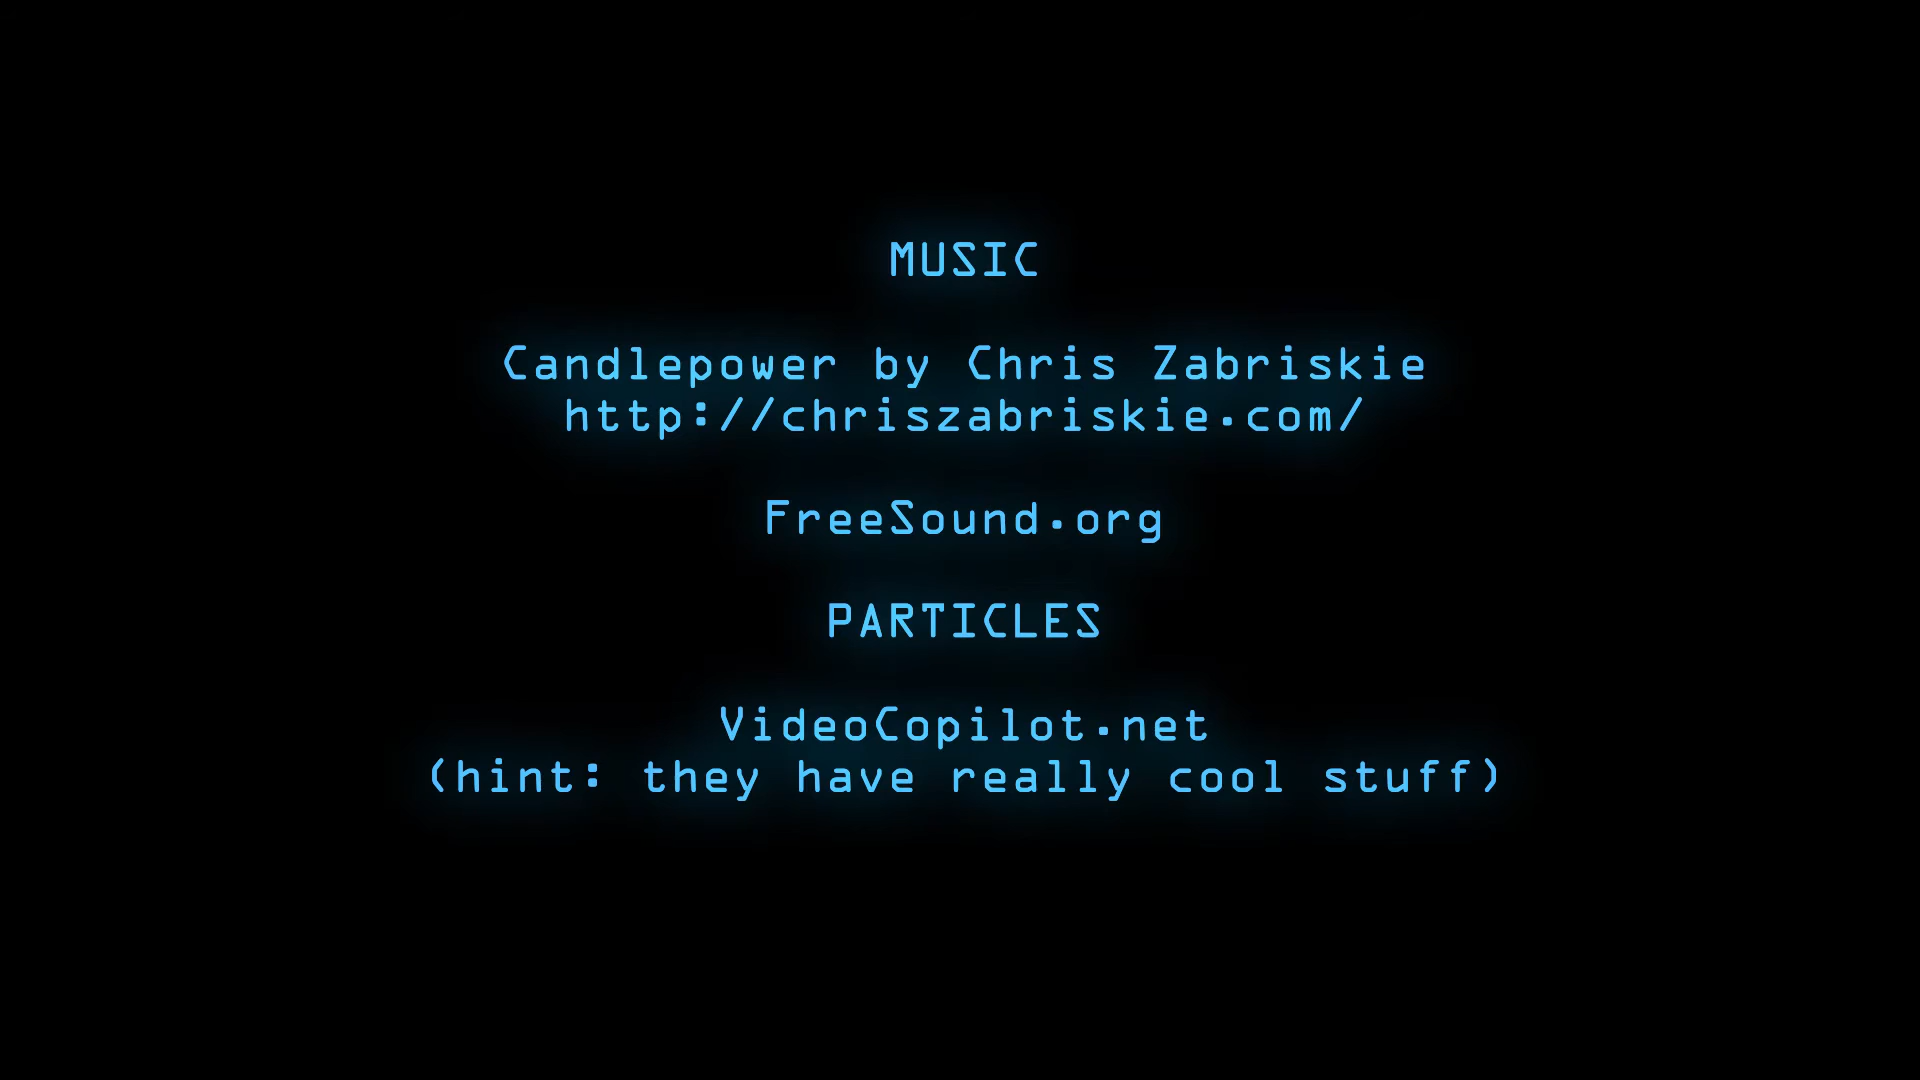 MUSIC
Candlepower by Chris Zabriskie
http://chriszabriskie.com/
FreeSound.org
PARTICLES
VideoCopilot.net
(hint: they have really cool stuff)